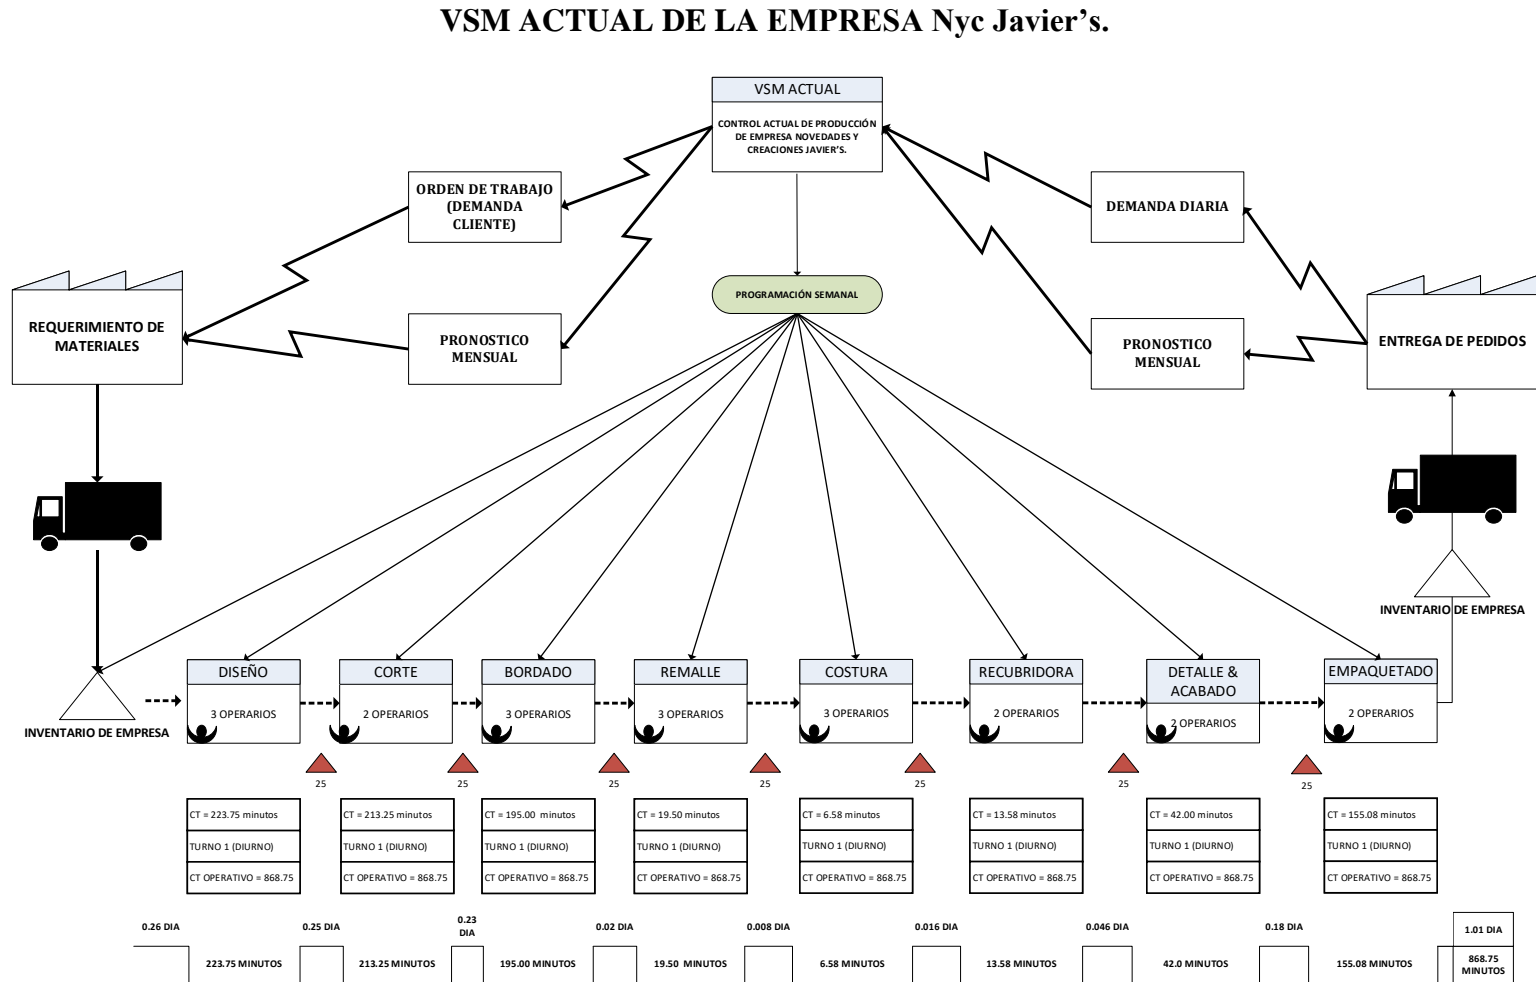 VSM ACTUAL DE LA EMPRESA Nyc Javier’s.
VSM ACTUAL
CONTROL ACTUAL DE PRODUCCIÓN
DE EMPRESA NOVEDADES Y
CREACIONES JAVIER’S.
ORDEN DE TRABAJO
(DEMANDA
CLIENTE)
DEMANDA DIARIA
PROGRAMACIÓN SEMANAL
REQUERIMIENTO DE
MATERIALES
PRONOSTICO
MENSUAL
PRONOSTICO
MENSUAL
ENTREGA DE PEDIDOS
INVENTARIO DE EMPRESA
INVENTARIO DE EMPRESA
DISEÑO
3 OPERARIOS
CORTE
2 OPERARIOS
BORDADO
3 OPERARIOS
REMALLE
3 OPERARIOS
COSTURA
3 OPERARIOS
RECUBRIDORA
2 OPERARIOS
DETALLE &
ACABADO
2 OPERARIOS
EMPAQUETADO
2 OPERARIOS
25
25
25
25
25
25
25
CT = 223.75 minutos
TURNO 1 (DIURNO)
CT OPERATIVO = 868.75
CT = 213.25 minutos
TURNO 1 (DIURNO)
CT OPERATIVO = 868.75
CT = 195.00 minutos
TURNO 1 (DIURNO)
CT OPERATIVO = 868.75
CT = 19.50 minutos
TURNO 1 (DIURNO)
CT OPERATIVO = 868.75
CT = 6.58 minutos
TURNO 1 (DIURNO)
CT OPERATIVO = 868.75
CT = 13.58 minutos
TURNO 1 (DIURNO)
CT OPERATIVO = 868.75
CT = 42.00 minutos
TURNO 1 (DIURNO)
CT OPERATIVO = 868.75
CT = 155.08 minutos
TURNO 1 (DIURNO)
CT OPERATIVO = 868.75
0.26 DIA
0.25 DIA
0.23
DIA
0.02 DIA
0.008 DIA
0.016 DIA
0.046 DIA
0.18 DIA
1.01 DIA
223.75 MINUTOS
213.25 MINUTOS
195.00 MINUTOS
19.50 MINUTOS
6.58 MINUTOS
13.58 MINUTOS
42.0 MINUTOS
155.08 MINUTOS
868.75
MINUTOS